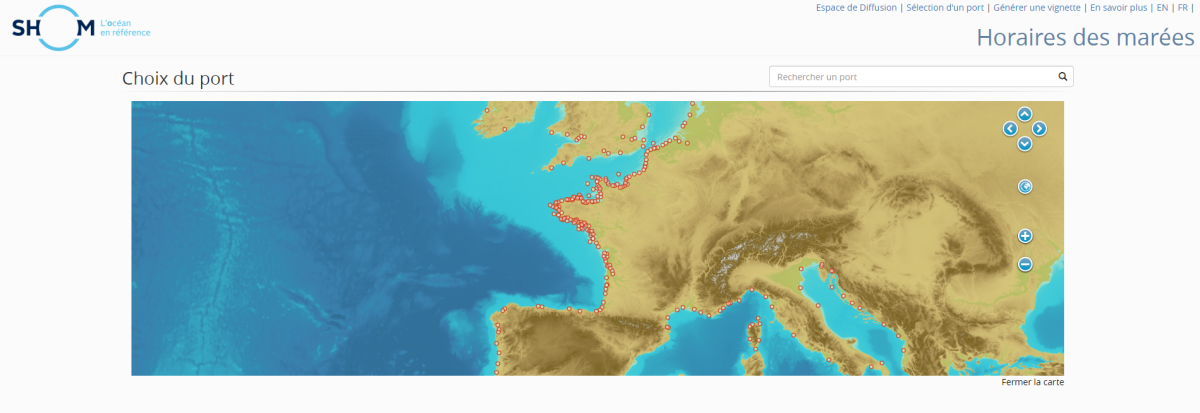 SH M L'océan
en référence
Espace de Diffusion | Sélection d'un port | Générer une vignette | En savoir plus | EN | FR |
Horaires des marées
Choix du port
Rechercher un port
Fermer la carte